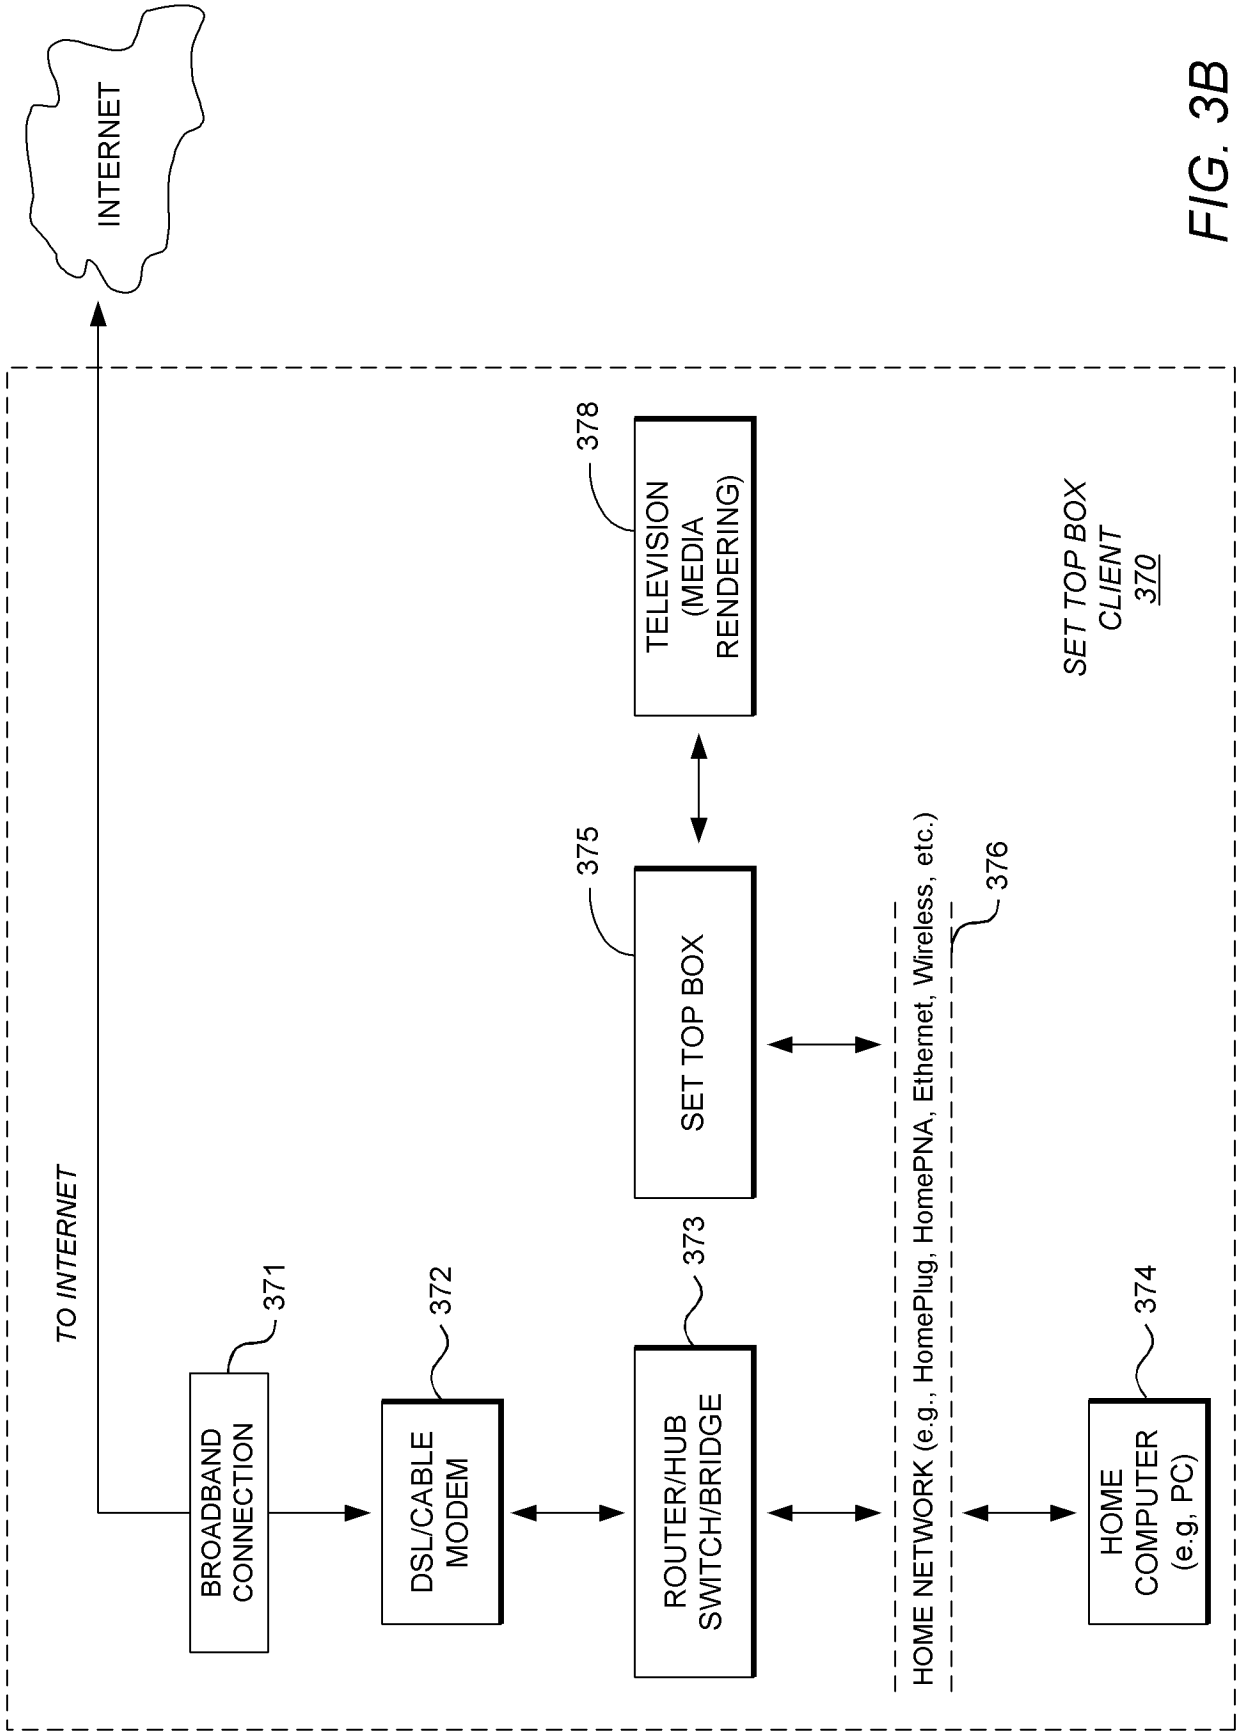 INTERNET
TO INTERNET
BROADBAND
CONNECTION
371
DSL/CABLE
MODEM
372
ROUTER/HUB
SWITCH/BRIDGE
373
SET TOP BOX
375
TELEVISION
(MEDIA
RENDERING)
378
HOME NETWORK (e.g., HomePlug, HomePNA, Ethernet, Wireless, etc.)
376
HOME
COMPUTER
(e.g, PC)
374
SET TOP BOX
CLIENT
370
FIG. 3B